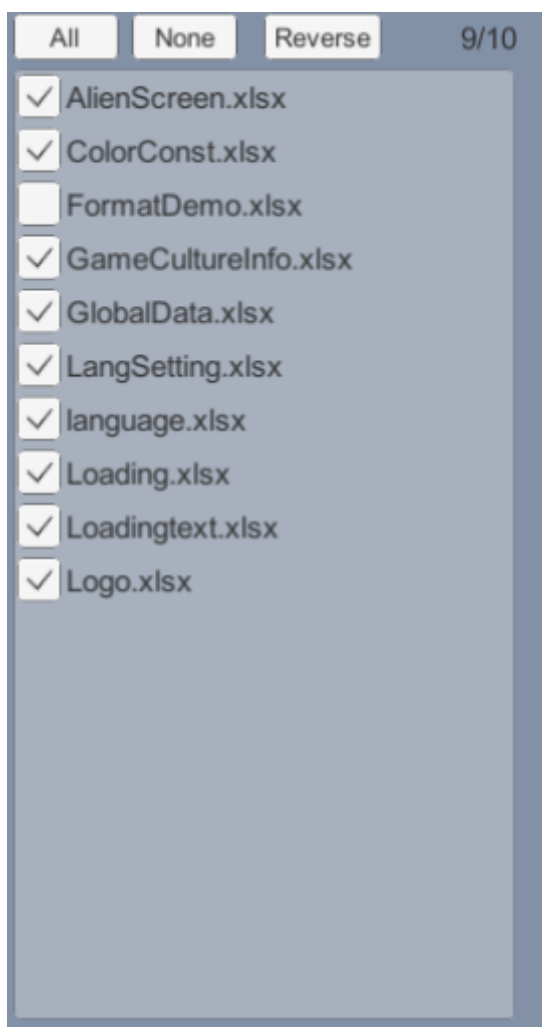 All None Reverse 9/10
AlienScreen.xlsx
ColorConst.xlsx
FormatDemo.xlsx
GameCultureInfo.xlsx
GlobalData.xlsx
LangSetting.xlsx
language.xlsx
Loading.xlsx
Loadingtext.xlsx
Logo.xlsx